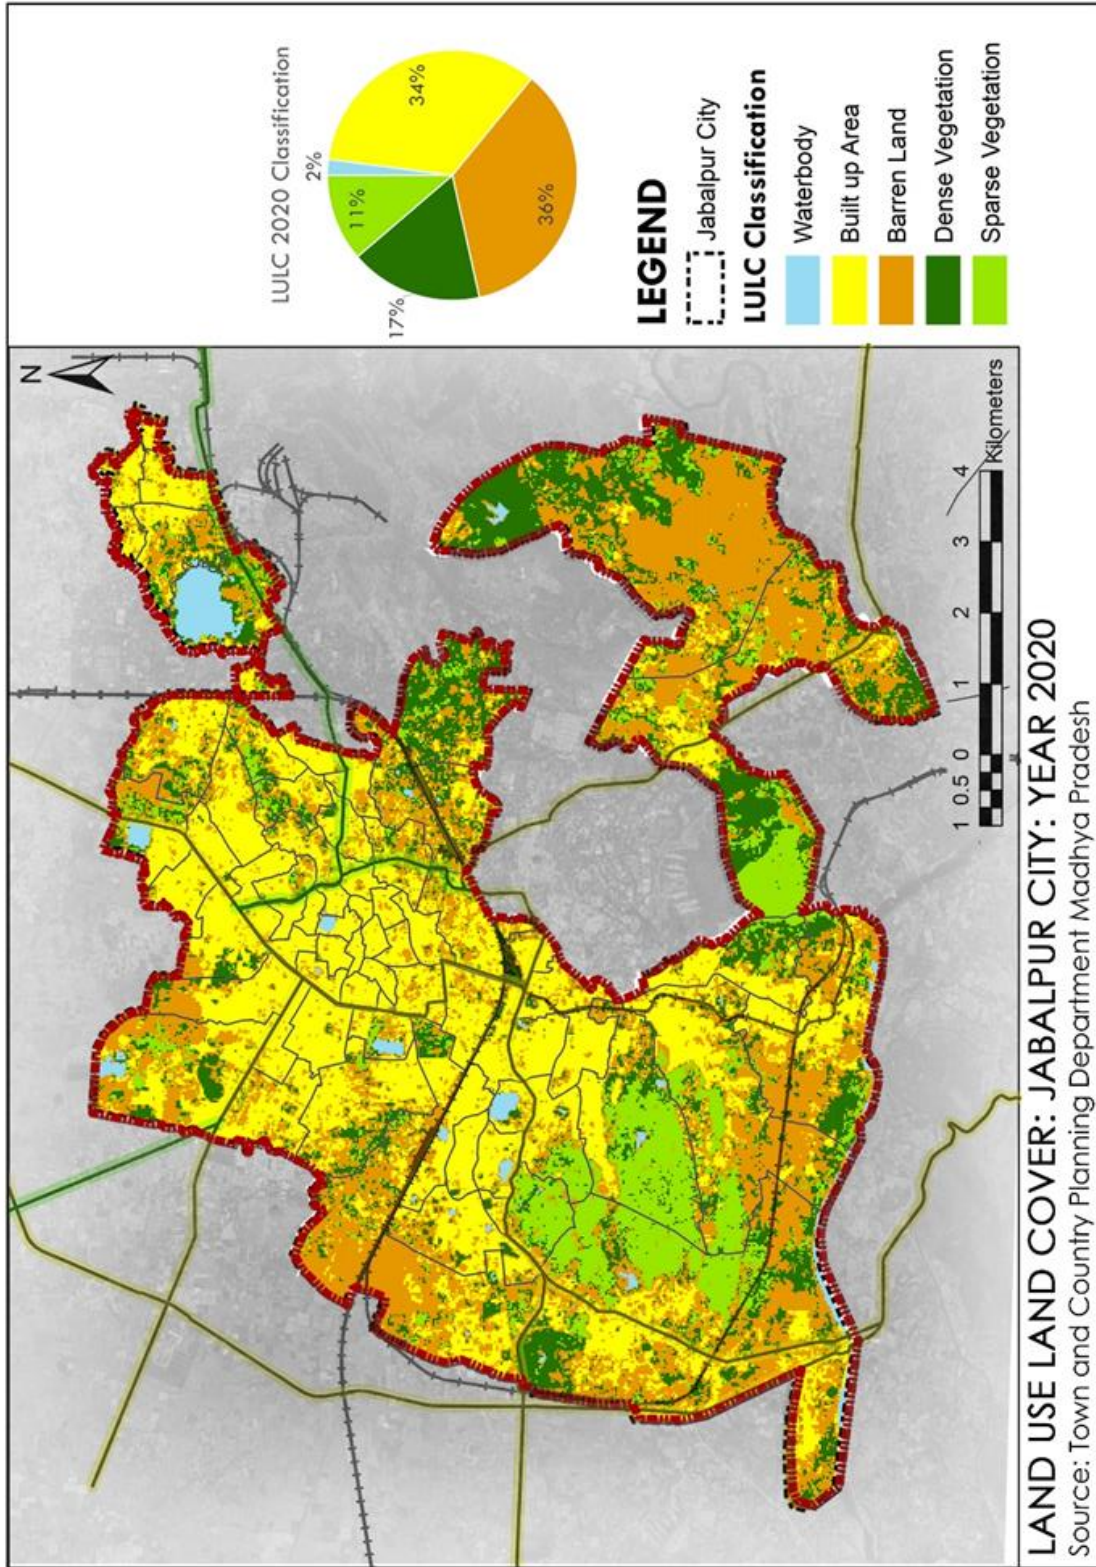 N
LULC 2020 Classification
2%
11%
34%
17%
36%
LEGEND
Jabalpur City
LULC Classification
Waterbody
Built up Area
Barren Land
Dense Vegetation
Sparse Vegetation
1 0.5 0 1 2 3 4
Kilometers
LAND USE LAND COVER: JABALPUR CITY: YEAR 2020
Source: Town and Country Planning Department Madhya Pradesh